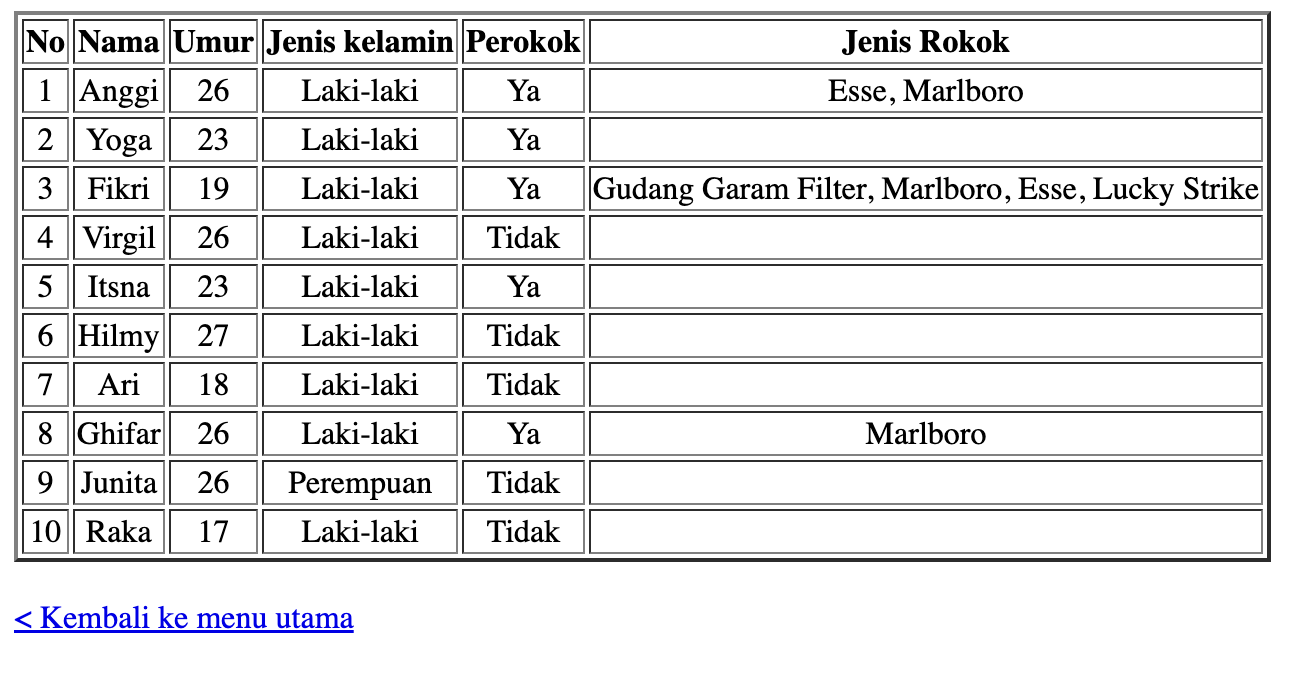 No Nama Umur Jenis kelamin Perokok Jenis Rokok
1 Anggi 26 Laki-laki Ya Esse, Marlboro
2 Yoga 23 Laki-laki Ya
3 Fikri 19 Laki-laki Ya Gudang Garam Filter, Marlboro, Esse, Lucky Strike
4 Virgil 26 Laki-laki Tidak
5 Itsna 23 Laki-laki Ya
6 Hilmy 27 Laki-laki Tidak
7 Ari 18 Laki-laki Tidak
8 Ghifar 26 Laki-laki Ya Marlboro
9 Junita 26 Perempuan Tidak
10 Raka 17 Laki-laki Tidak
< Kembali ke menu utama